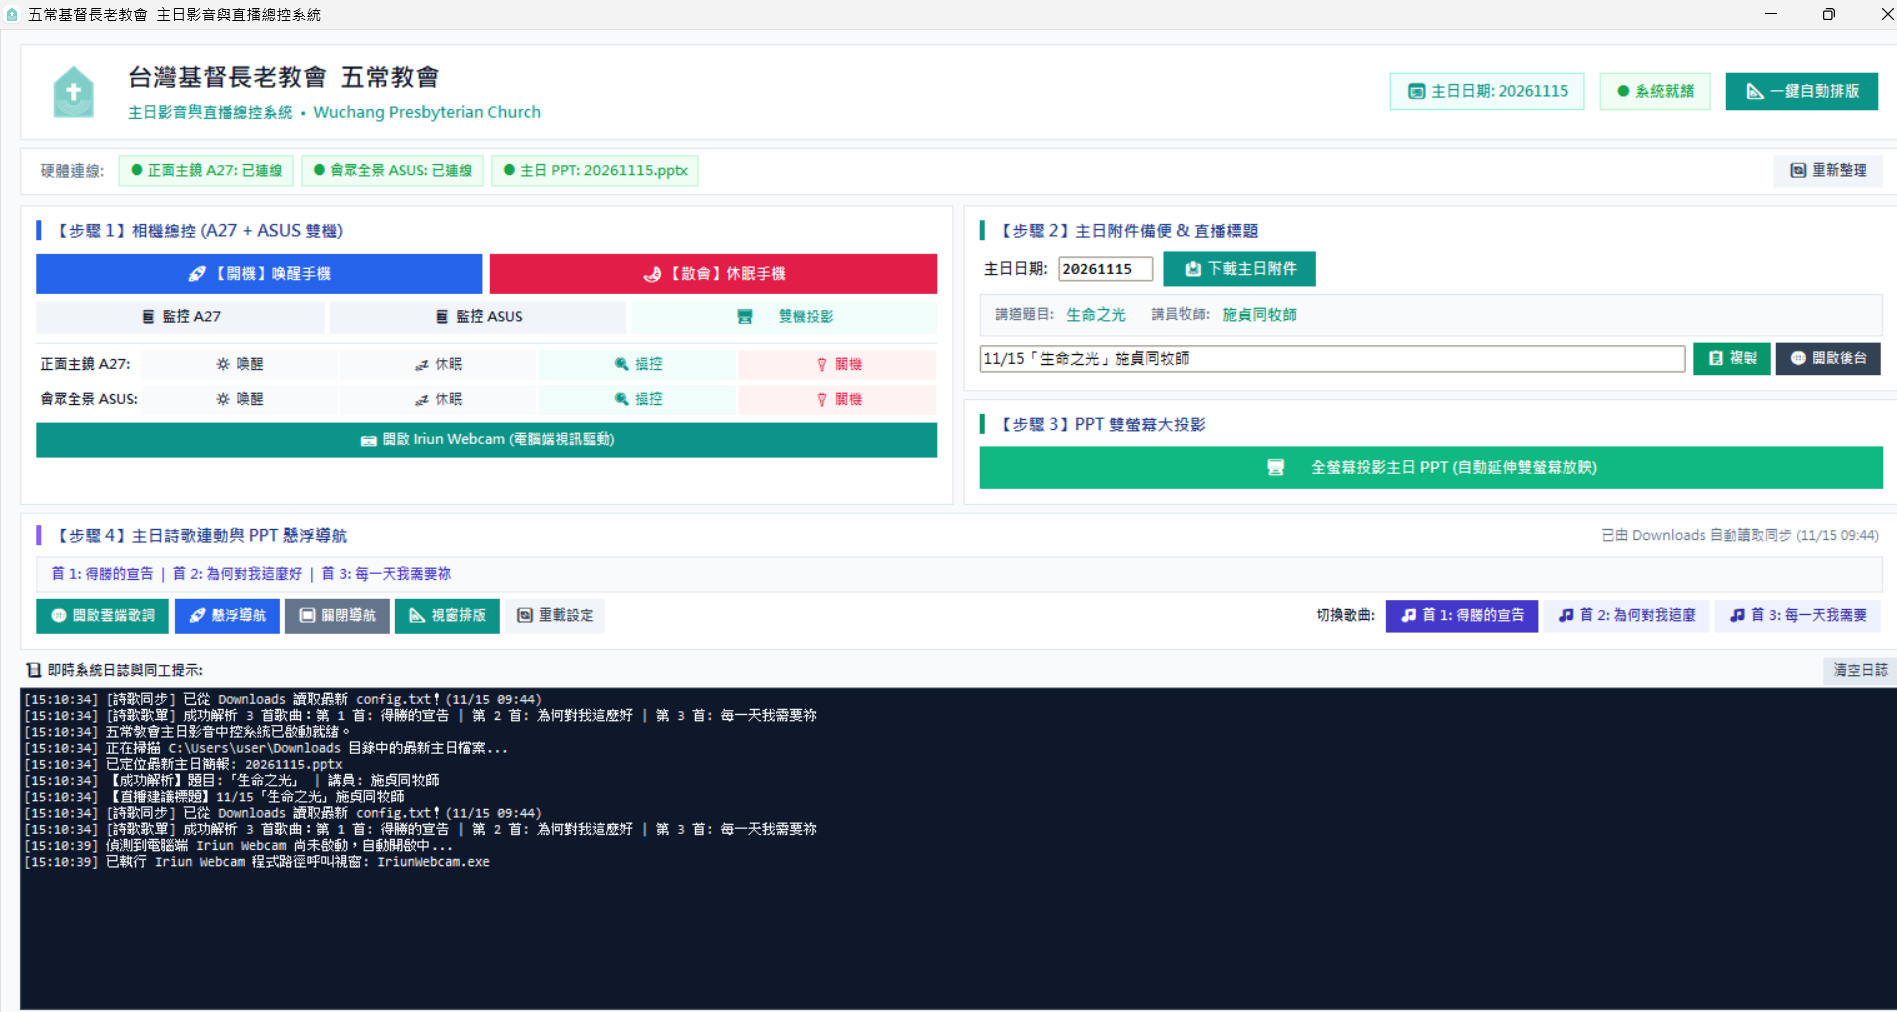 五常基督長老教會 主日影音與直播總控系統
台灣基督長老教會 五常教會
主日影音與直播總控系統 • Wuchang Presbyterian Church
主日日期: 20261115
系統就緒
一鍵自動排版
硬體連線:
正面主鏡 A27: 已連線
會眾全景 ASUS: 已連線
主日 PPT: 20261115.pptx
重新整理
【步驟 1】相機總控 (A27 + ASUS 雙機)
【開機】喚醒手機
【散會】休眠手機
監控 A27
監控 ASUS
雙機投影
正面主鏡 A27:
喚醒
休眠
操控
關機
會眾全景 ASUS:
喚醒
休眠
操控
關機
開啟 Iriun Webcam (電腦端視訊驅動)
【步驟 2】主日附件備便 & 直播標題
主日日期: 20261115
下載主日附件
講道題目: 生命之光 講員牧師: 施貞同牧師
11/15「生命之光」施貞同牧師
複製
開啟後台
【步驟 3】PPT 雙螢幕大投影
全螢幕投影主日 PPT (自動延伸雙螢幕放映)
【步驟 4】主日詩歌連動與 PPT 懸浮導航
已由 Downloads 自動讀取同步 (11/15 09:44)
首 1: 得勝的宣告 | 首 2: 為何對我這麼好 | 首 3: 每一天我需要祢
開啟雲端歌詞
懸浮導航
關閉導航
視窗排版
重載設定
切換歌曲:
首 1: 得勝的宣告
首 2: 為何對我這麼
首 3: 每一天我需要
即時系統日誌與同工提示:
清空日誌
[15:10:34] [詩歌同步] 已從 Downloads 讀取最新 config.txt！(11/15 09:44)
[15:10:34] [詩歌歌單] 成功解析 3 首歌曲：第 1 首: 得勝的宣告 | 第 2 首: 為何對我這麼好 | 第 3 首: 每一天我需要祢
[15:10:34] 五常教會主日影音中控系統已啟動就緒。
[15:10:34] 正在掃描 C:\Users\user\Downloads 目錄中的最新主日檔案...
[15:10:34] 已定位最新主日簡報: 20261115.pptx
[15:10:34] 【成功解析】題目:「生命之光」 | 講員: 施貞同牧師
[15:10:34] 【直播建議標題】11/15「生命之光」施貞同牧師
[15:10:34] [詩歌同步] 已從 Downloads 讀取最新 config.txt！(11/15 09:44)
[15:10:34] [詩歌歌單] 成功解析 3 首歌曲：第 1 首: 得勝的宣告 | 第 2 首: 為何對我這麼好 | 第 3 首: 每一天我需要祢
[15:10:39] 偵測到電腦端 Iriun Webcam 尚未啟動，自動開啟中...
[15:10:39] 已執行 Iriun Webcam 程式路徑呼叫視窗: IriunWebcam.exe